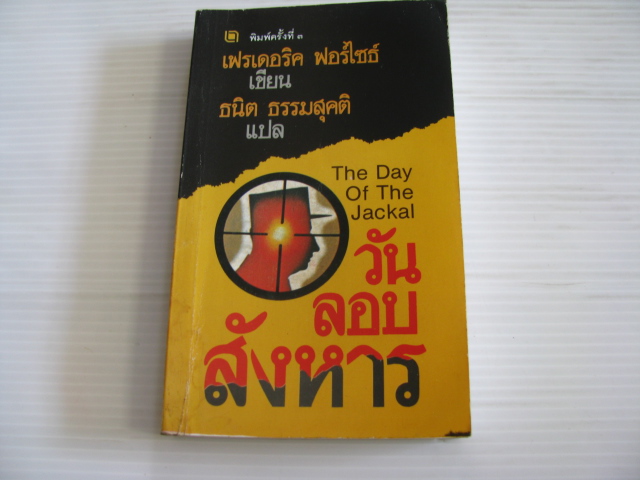 ๒ พิมพ์ครั้งที่ ๓
เฟรเดอริค ฟอร์ไซธ์
เขียน
ธนิต ธรรมสุคติ
แปล
The Day
Of The
Jackal
วัน
ลอบ
สังหาร